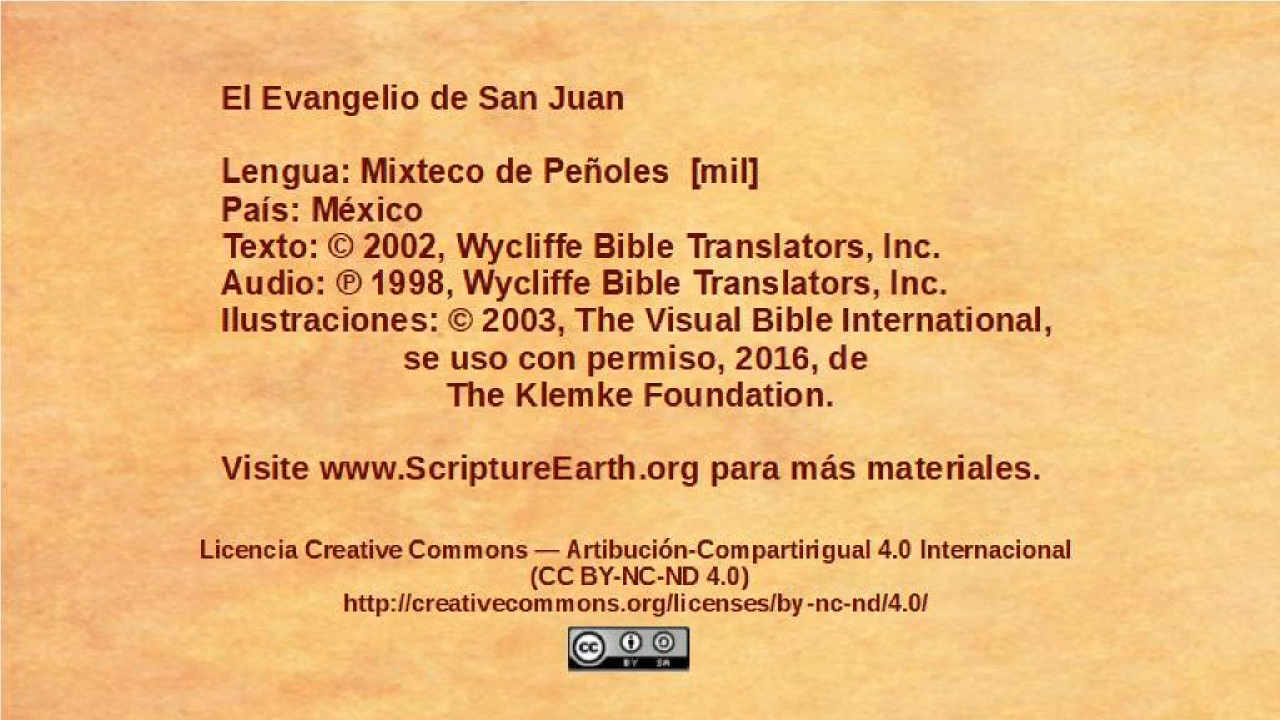 El Evangelio de San Juan
Lengua: Mixteco de Peñoles [mil]
País: México
Texto: © 2002, Wycliffe Bible Translators, Inc.
Audio: ℗ 1998, Wycliffe Bible Translators, Inc.
Ilustraciones: © 2003, The Visual Bible International,
se uso con permiso, 2016, de
The Klemke Foundation.
Visite www.ScriptureEarth.org para más materiales.
Licencia Creative Commons — Artibución-Compartirigual 4.0 Internacional
(CC BY-NC-ND 4.0)
http://creativecommons.org/licenses/by-nc-nd/4.0/
cc
BY SA